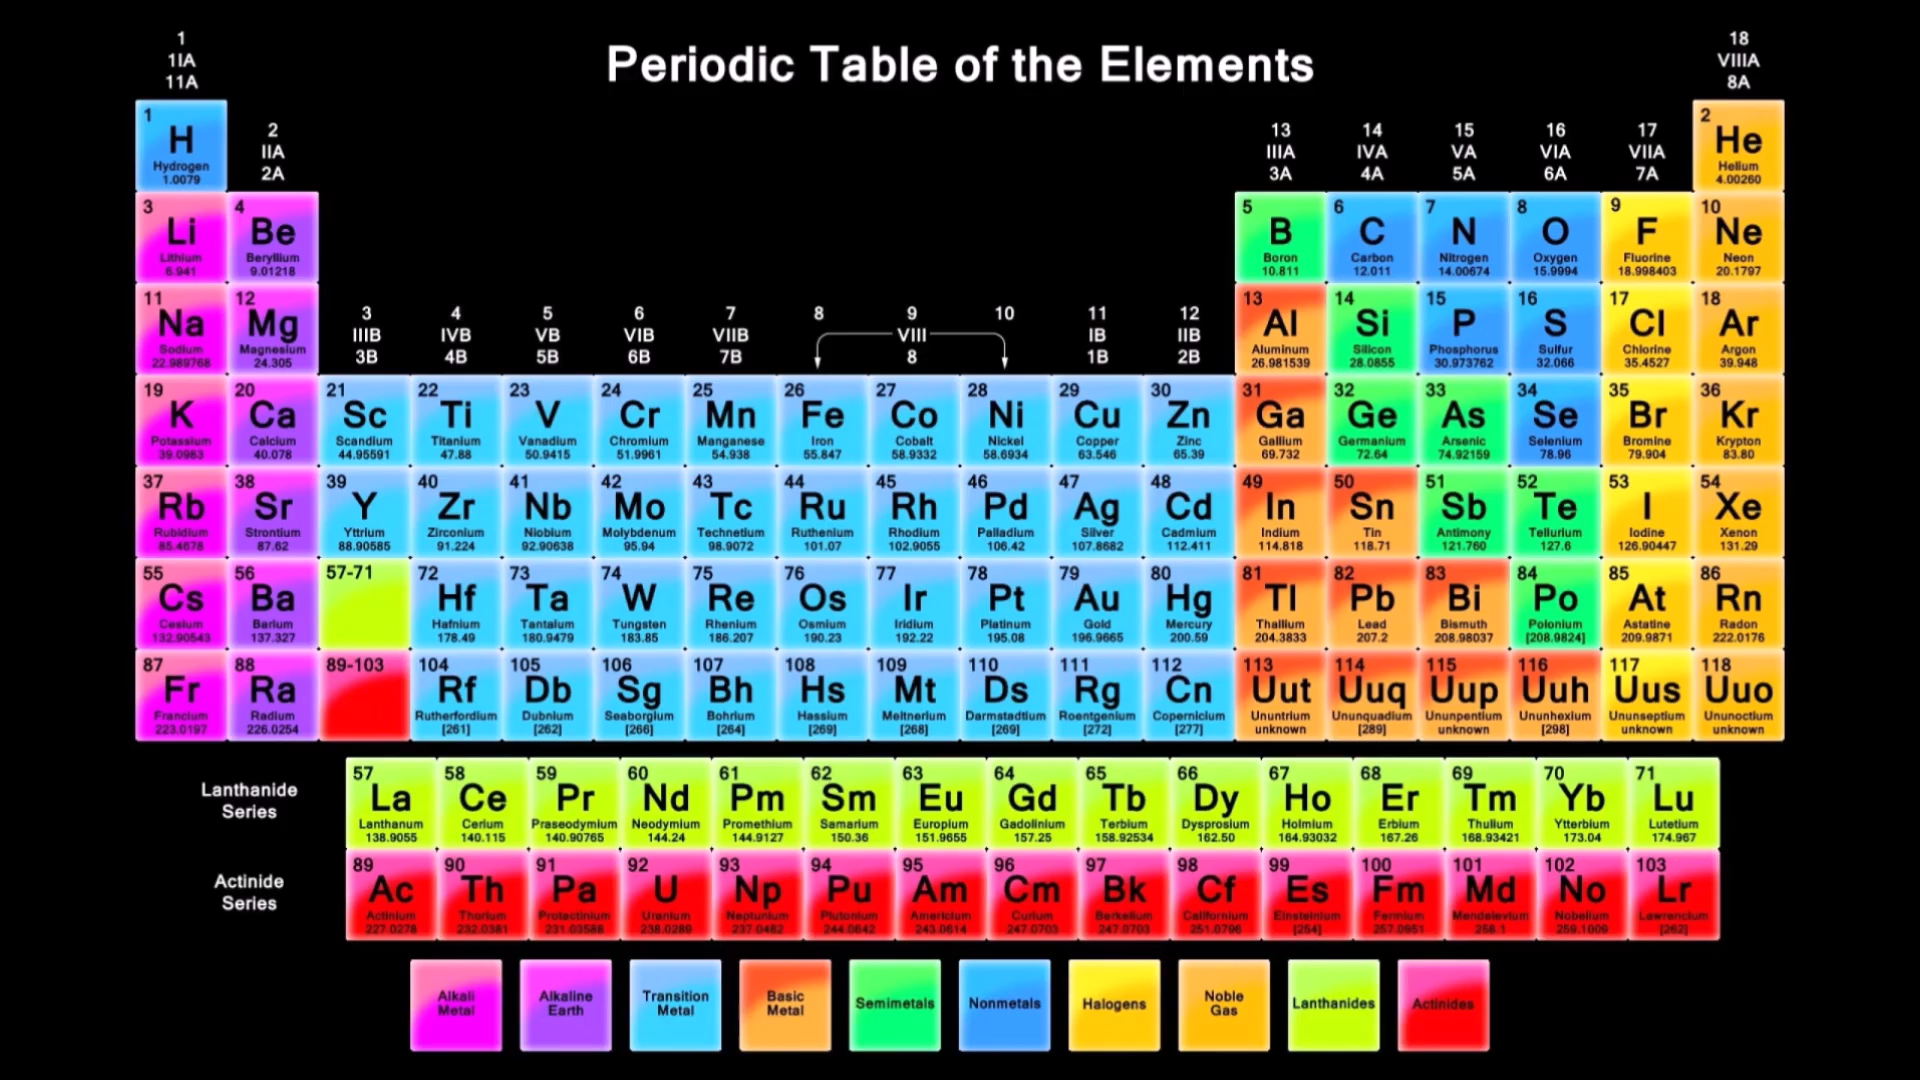 Periodic Table of the Elements
1
1IA
11A
18
VIIIA
8A
2
IIA
2A
13
IIIA
3A
14
IVA
4A
15
VA
5A
16
VIA
6A
17
VIIA
7A
3
IIIB
3B
4
IVB
4B
5
VB
5B
6
VIB
6B
7
VIIB
7B
8
9
VIII
8
10
11
IB
1B
12
IIB
2B
1
H
Hydrogen
1.0079
2
He
Helium
4.00260
3
Li
Lithium
6.941
4
Be
Beryllium
9.01218
5
B
Boron
10.811
6
C
Carbon
12.011
7
N
Nitrogen
14.00674
8
O
Oxygen
15.9994
9
F
Fluorine
18.998403
10
Ne
Neon
20.1797
11
Na
Sodium
22.989768
12
Mg
Magnesium
24.305
13
Al
Aluminum
26.981539
14
Si
Silicon
28.0855
15
P
Phosphorus
30.973762
16
S
Sulfur
32.066
17
Cl
Chlorine
35.4527
18
Ar
Argon
39.948
19
K
Potassium
39.0983
20
Ca
Calcium
40.078
21
Sc
Scandium
44.95591
22
Ti
Titanium
47.88
23
V
Vanadium
50.9415
24
Cr
Chromium
51.9961
25
Mn
Manganese
54.938
26
Fe
Iron
55.847
27
Co
Cobalt
58.9332
28
Ni
Nickel
58.6934
29
Cu
Copper
63.546
30
Zn
Zinc
65.39
31
Ga
Gallium
69.732
32
Ge
Germanium
72.64
33
As
Arsenic
74.92159
34
Se
Selenium
78.96
35
Br
Bromine
79.904
36
Kr
Krypton
83.80
37
Rb
Rubidium
85.4678
38
Sr
Strontium
87.62
39
Y
Yttrium
88.90585
40
Zr
Zirconium
91.224
41
Nb
Niobium
92.90638
42
Mo
Molybdenum
95.94
43
Tc
Technetium
98.9072
44
Ru
Ruthenium
101.07
45
Rh
Rhodium
102.9055
46
Pd
Palladium
106.42
47
Ag
Silver
107.8682
48
Cd
Cadmium
112.411
49
In
Indium
114.818
50
Sn
Tin
118.71
51
Sb
Antimony
121.760
52
Te
Tellurium
127.6
53
I
Iodine
126.90447
54
Xe
Xenon
131.29
55
Cs
Cesium
132.90543
56
Ba
Barium
137.327
57-71
72
Hf
Hafnium
178.49
73
Ta
Tantalum
180.9479
74
W
Tungsten
183.85
75
Re
Rhenium
186.207
76
Os
Osmium
190.23
77
Ir
Iridium
192.22
78
Pt
Platinum
195.08
79
Au
Gold
196.9665
80
Hg
Mercury
200.59
81
Tl
Thallium
204.3833
82
Pb
Lead
207.2
83
Bi
Bismuth
208.98037
84
Po
Polonium
[208.9824]
85
At
Astatine
209.9871
86
Rn
Radon
222.0176
87
Fr
Francium
223.0197
88
Ra
Radium
226.0254
89-103
104
Rf
Rutherfordium
[261]
105
Db
Dubnium
[262]
106
Sg
Seaborgium
[266]
107
Bh
Bohrium
[264]
108
Hs
Hassium
[269]
109
Mt
Meitnerium
[268]
110
Ds
Darmstadtium
[269]
111
Rg
Roentgenium
[272]
112
Cn
Copernicium
[277]
113
Uut
Ununtrium
unknown
114
Uuq
Ununquadium
[289]
115
Uup
Ununpentium
unknown
116
Uuh
Ununhexium
[298]
117
Uus
Ununseptium
unknown
118
Uuo
Ununoctium
unknown
Lanthanide
Series
57
La
Lanthanum
138.9055
58
Ce
Cerium
140.115
59
Pr
Praseodymium
140.90765
60
Nd
Neodymium
144.24
61
Pm
Promethium
144.9127
62
Sm
Samarium
150.36
63
Eu
Europium
151.9655
64
Gd
Gadolinium
157.25
65
Tb
Terbium
158.92534
66
Dy
Dysprosium
162.50
67
Ho
Holmium
164.93032
68
Er
Erbium
167.26
69
Tm
Thulium
168.93421
70
Yb
Ytterbium
173.04
71
Lu
Lutetium
174.967
Actinide
Series
89
Ac
Actinium
227.0278
90
Th
Thorium
232.0381
91
Pa
Protactinium
231.03588
92
U
Uranium
238.0289
93
Np
Neptunium
237.0482
94
Pu
Plutonium
244.0642
95
Am
Americium
243.0614
96
Cm
Curium
247.0703
97
Bk
Berkelium
247.0703
98
Cf
Californium
251.0796
99
Es
Einsteinium
[254]
100
Fm
Fermium
257.0951
101
Md
Mendelevium
258.1
102
No
Nobelium
259.1009
103
Lr
Lawrencium
[262]
Alkali
Metal
Alkaline
Earth
Transition
Metal
Basic
Metal
Semimetals
Nonmetals
Halogens
Noble
Gas
Lanthanides
Actinides